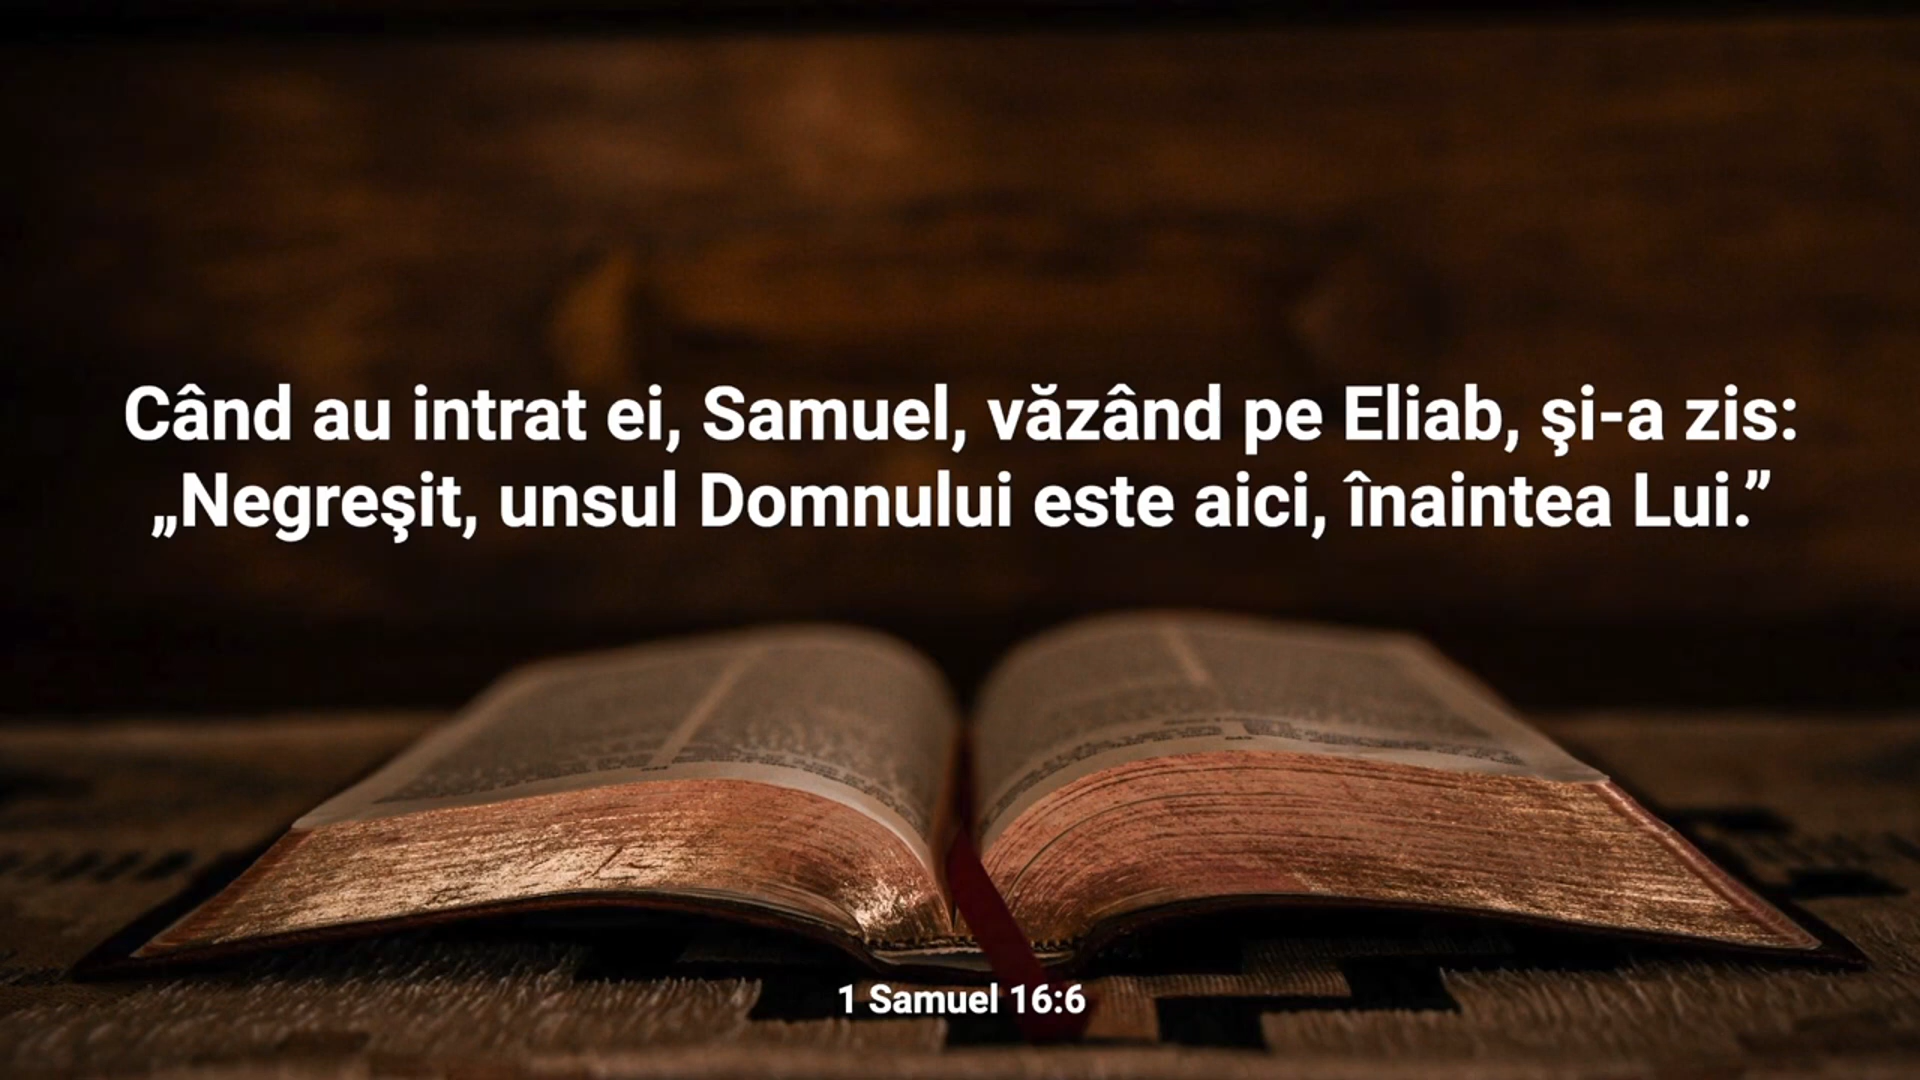 Când au intrat ei, Samuel, văzând pe Eliab, şi-a zis:
„Negreşit, unsul Domnului este aici, înaintea Lui.”
1 Samuel 16:6